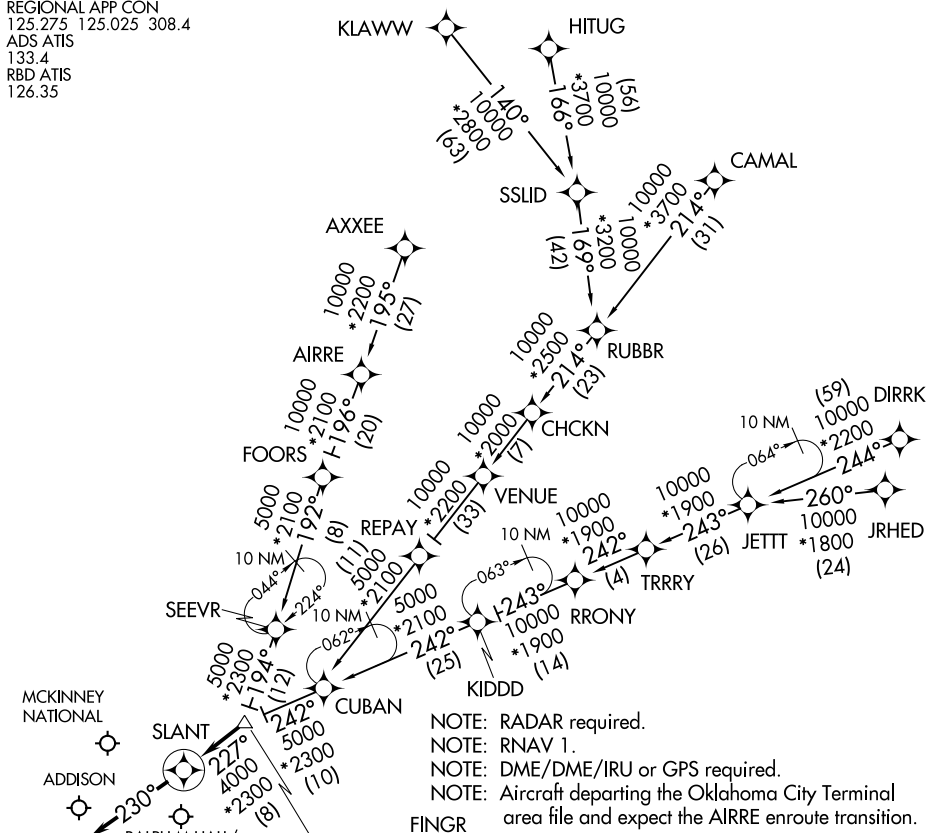 REGIONAL APP CON
125.275 125.025 308.4
ADS ATIS
133.4
RBD ATIS
126.35
KLAWW
HITUG
140°
10000
*2800
(63)
(56)
10000
*3700
166°
CAMAL
SSLID
10000
*3700
214°
(31)
10000
*3200
169°
(42)
AXXEE
10000
*2200
195°
(27)
RUBBR
AIRRE
10000
*2500
214°
(23)
10000
*2100
196°
(20)
CHCKN
10000
*2000
(7)
FOORS
VENUE
10000
*2200
(33)
(59)
10000
*2200
244°
DIRRK
10 NM
064°
260°
10000
*1800
(24)
JRHED
JETTT
10000
*1900
243°
(26)
5000
*2100
192°
(8)
REPAY
10000
*1900
242°
(4)
TRRRY
10 NM
063°
243°
10000
*1900
(14)
RRONY
(11)
5000
*2100
10 NM
044°
224°
SEEVR
10 NM
062°
5000
*2100
242°
(25)
KIDDD
5000
*2300
194°
(12)
CUBAN
242°
5000
*2300
(10)
MCKINNEY
NATIONAL
SLANT
227°
4000
*2300
(8)
ADDISON
230°
FINGR
NOTE: RADAR required.
NOTE: RNAV 1.
NOTE: DME/DME/IRU or GPS required.
NOTE: Aircraft departing the Oklahoma City Terminal
area file and expect the AIRRE enroute transition.